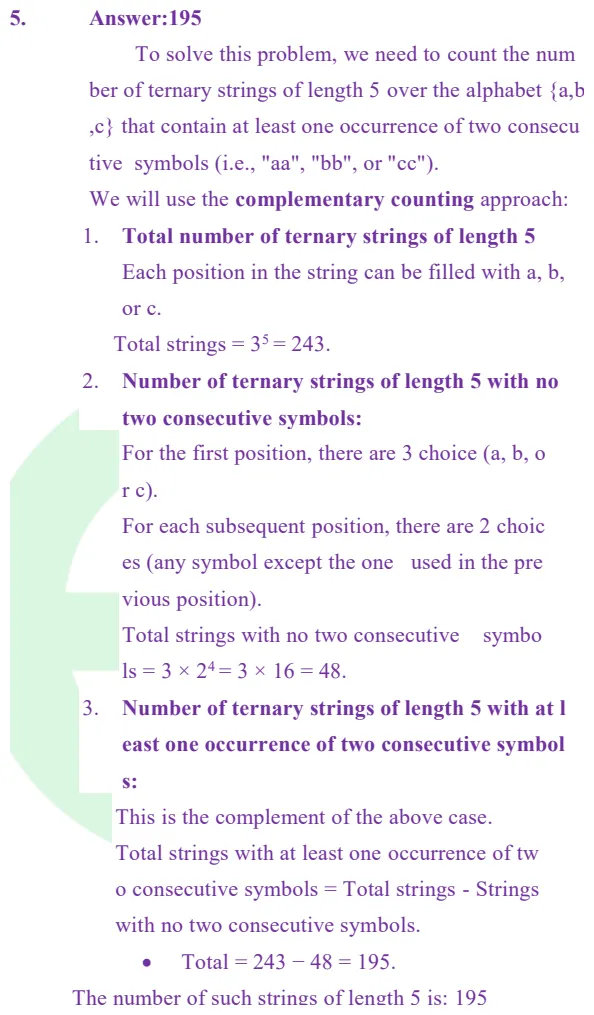 5. Answer:195
To solve this problem, we need to count the num
ber of ternary strings of length 5 over the alphabet {a,b
,c} that contain at least one occurrence of two consecu
tive symbols (i.e., "aa", "bb", or "cc").
We will use the complementary counting approach:
1. Total number of ternary strings of length 5
Each position in the string can be filled with a, b,
or c.
Total strings = 3⁵ = 243.
2. Number of ternary strings of length 5 with no
two consecutive symbols:
For the first position, there are 3 choice (a, b, o
r c).
For each subsequent position, there are 2 choic
es (any symbol except the one used in the pre
vious position).
Total strings with no two consecutive symbo
ls = 3 × 2⁴ = 3 × 16 = 48.
3. Number of ternary strings of length 5 with at l
east one occurrence of two consecutive symbol
s:
This is the complement of the above case.
Total strings with at least one occurrence of tw
o consecutive symbols = Total strings - Strings
with no two consecutive symbols.
• Total = 243 − 48 = 195.
The number of such strings of length 5 is: 195